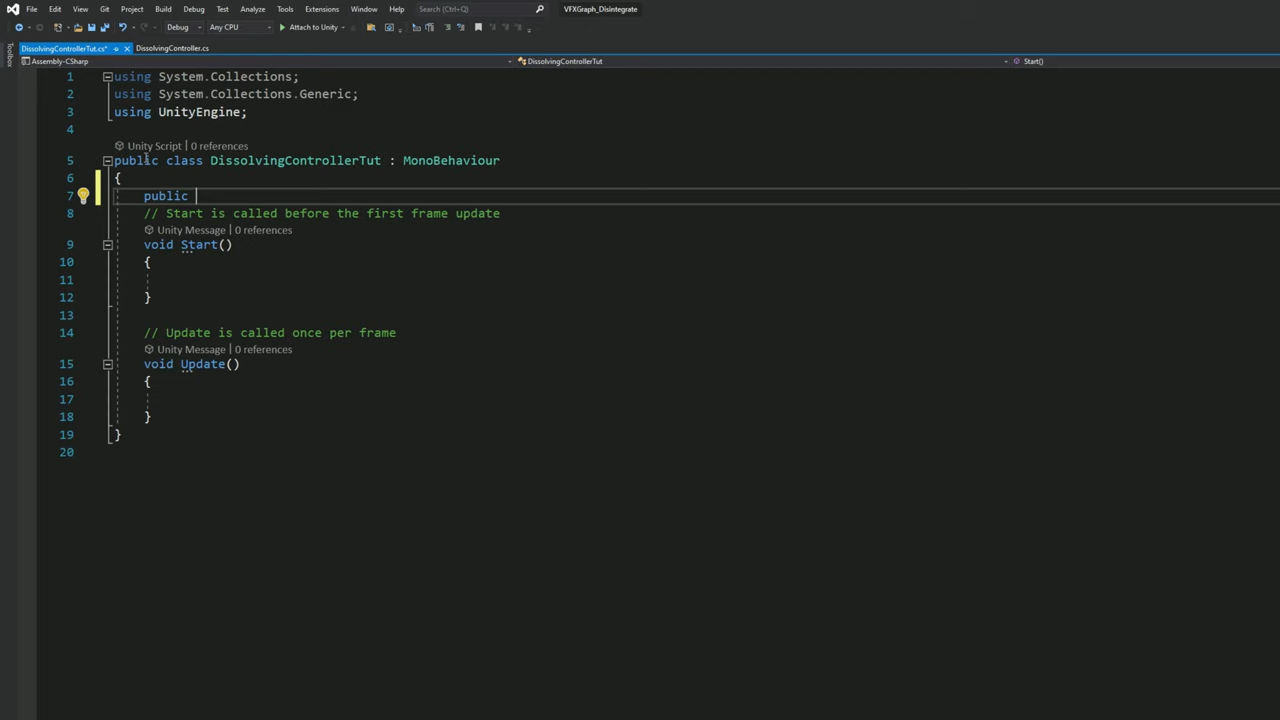 File Edit View Git Project Build Debug Test Analyze Tools Extensions Window Help Search (Ctrl+Q) VFXGraph_Disintegrate
Debug Any CPU Attach to Unity
DissolvingControllerTut.cs* DissolvingController.cs
Toolbox
Assembly-CSharp DissolvingControllerTut Start()
1 using System.Collections;
2 using System.Collections.Generic;
3 using UnityEngine;
4
Unity Script | 0 references
5 public class DissolvingControllerTut : MonoBehaviour
6 {
7 public
8 // Start is called before the first frame update
Unity Message | 0 references
9 void Start()
10 {
11
12 }
13
14 // Update is called once per frame
Unity Message | 0 references
15 void Update()
16 {
17
18 }
19 }
20